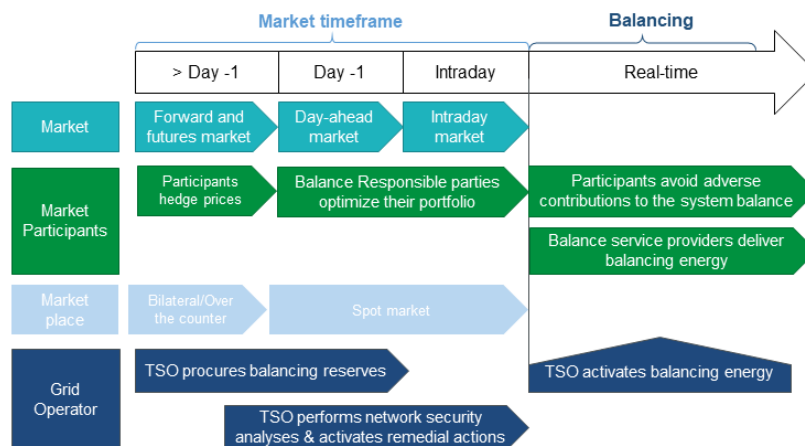 Market timeframe
Balancing
> Day -1
Day -1
Intraday
Real-time
Market
Forward and
futures market
Day-ahead
market
Intraday
market
Market
Participants
Participants
hedge prices
Balance Responsible parties
optimize their portfolio
Participants avoid adverse
contributions to the system balance
Balance service providers deliver
balancing energy
Market
place
Bilateral/Over
the counter
Spot market
Grid
Operator
TSO procures balancing reserves
TSO activates balancing energy
TSO performs network security
analyses & activates remedial actions